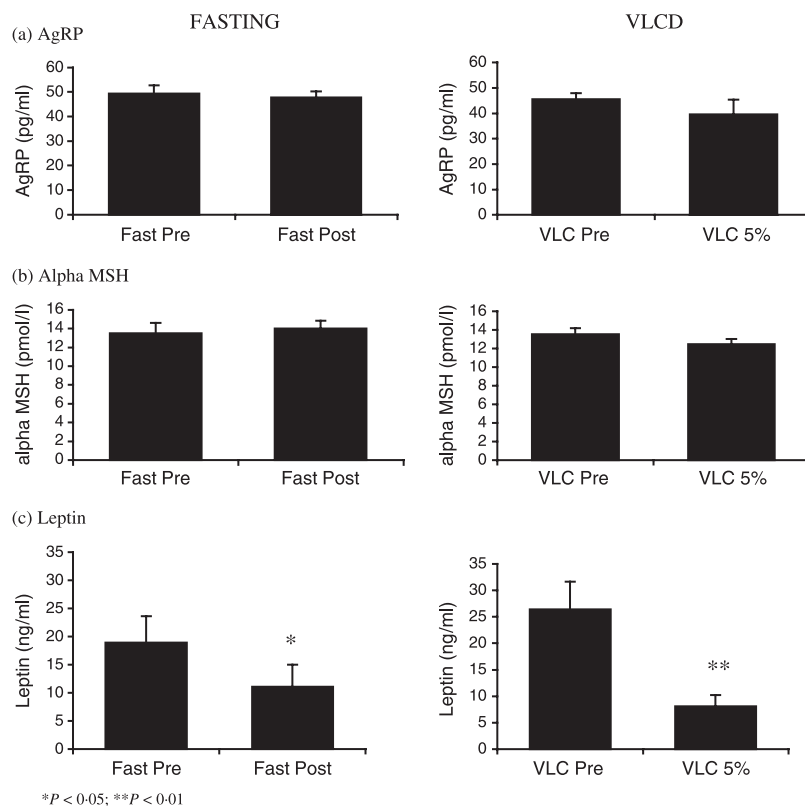 FASTING
VLCD
(a) AgRP
AgRP (pg/ml)
60
50
40
30
20
10
0
Fast Pre
Fast Post
AgRP (pg/ml)
60
50
40
30
20
10
0
VLC Pre
VLC 5%
(b) Alpha MSH
alpha MSH (pmol/l)
16
14
12
10
8
6
4
2
0
Fast Pre
Fast Post
alpha MSH (pmol/l)
16
14
12
10
8
6
4
2
0
VLC Pre
VLC 5%
(c) Leptin
Leptin (ng/ml)
35
30
25
20
15
10
5
0
*
Fast Pre
Fast Post
Leptin (ng/ml)
35
30
25
20
15
10
5
0
**
VLC Pre
VLC 5%
*P < 0·05; **P < 0·01